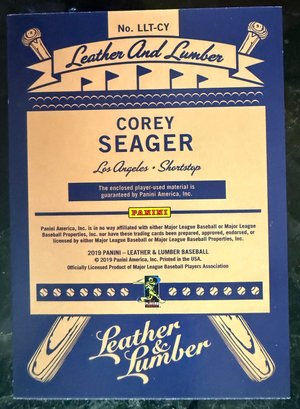 No. LLT-CY
Leather And Lumber
COREY
SEAGER
Los Angeles • Shortstop
The enclosed player-used material is
guaranteed by Panini America, Inc.
PANINI
Panini America, Inc. is in no way affiliated with either Major League Baseball or Major League
Baseball Properties, Inc. nor have these trading cards been prepared, approved, endorsed, or
licensed by either Major League Baseball or Major League Baseball Properties, Inc.
2019 PANINI – LEATHER & LUMBER BASEBALL
© 2019 Panini America, Inc. Printed in the USA.
Officially Licensed Product of Major League Baseball Players Association
Leather
& Lumber